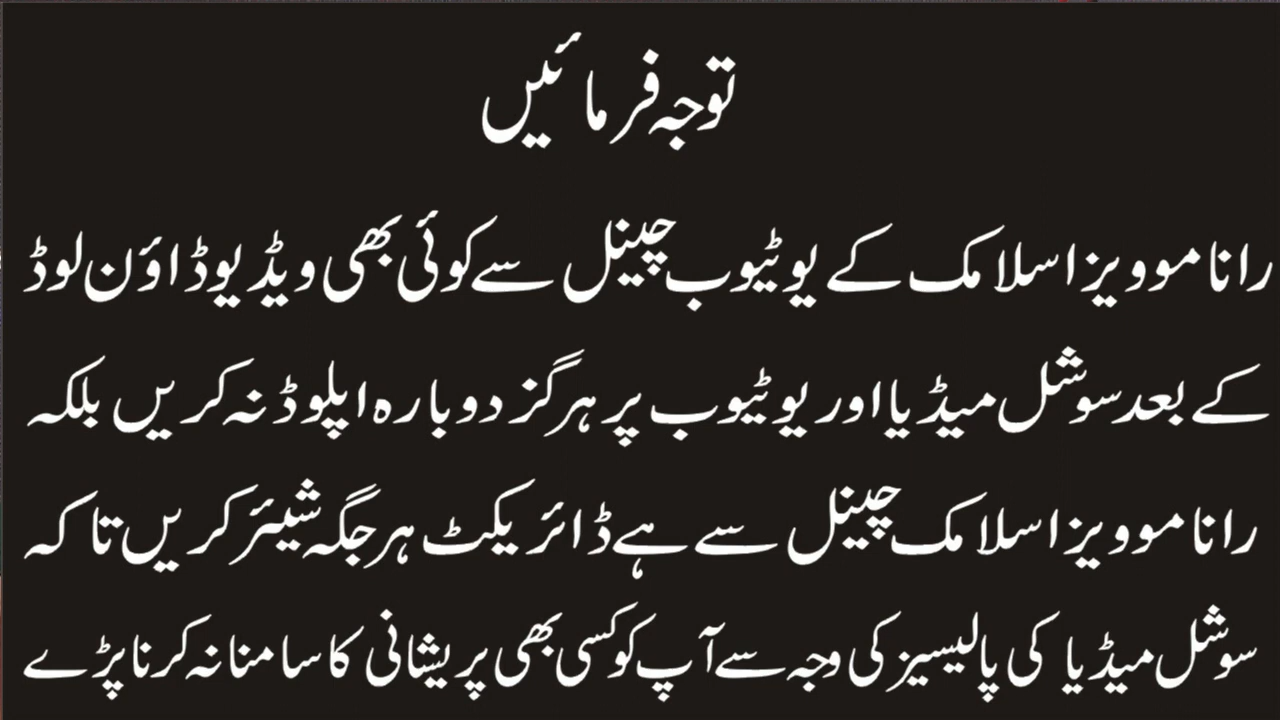 توجہ فرمائیں
رانا موویز اسلامک کے یوٹیوب چینل سے کوئی بھی ویڈیو ڈاؤن لوڈ
کے بعد سوشل میڈیا اور یوٹیوب پر ہرگز دوبارہ اپلوڈ نہ کریں بلکہ
رانا موویز اسلامک چینل سے ہے ڈائریکٹ ہر جگہ شیئر کریں تا کہ
سوشل میڈیا کی پالیسیز کی وجہ سے آپ کو کسی بھی پریشانی کا سامنا نہ کرنا پڑے